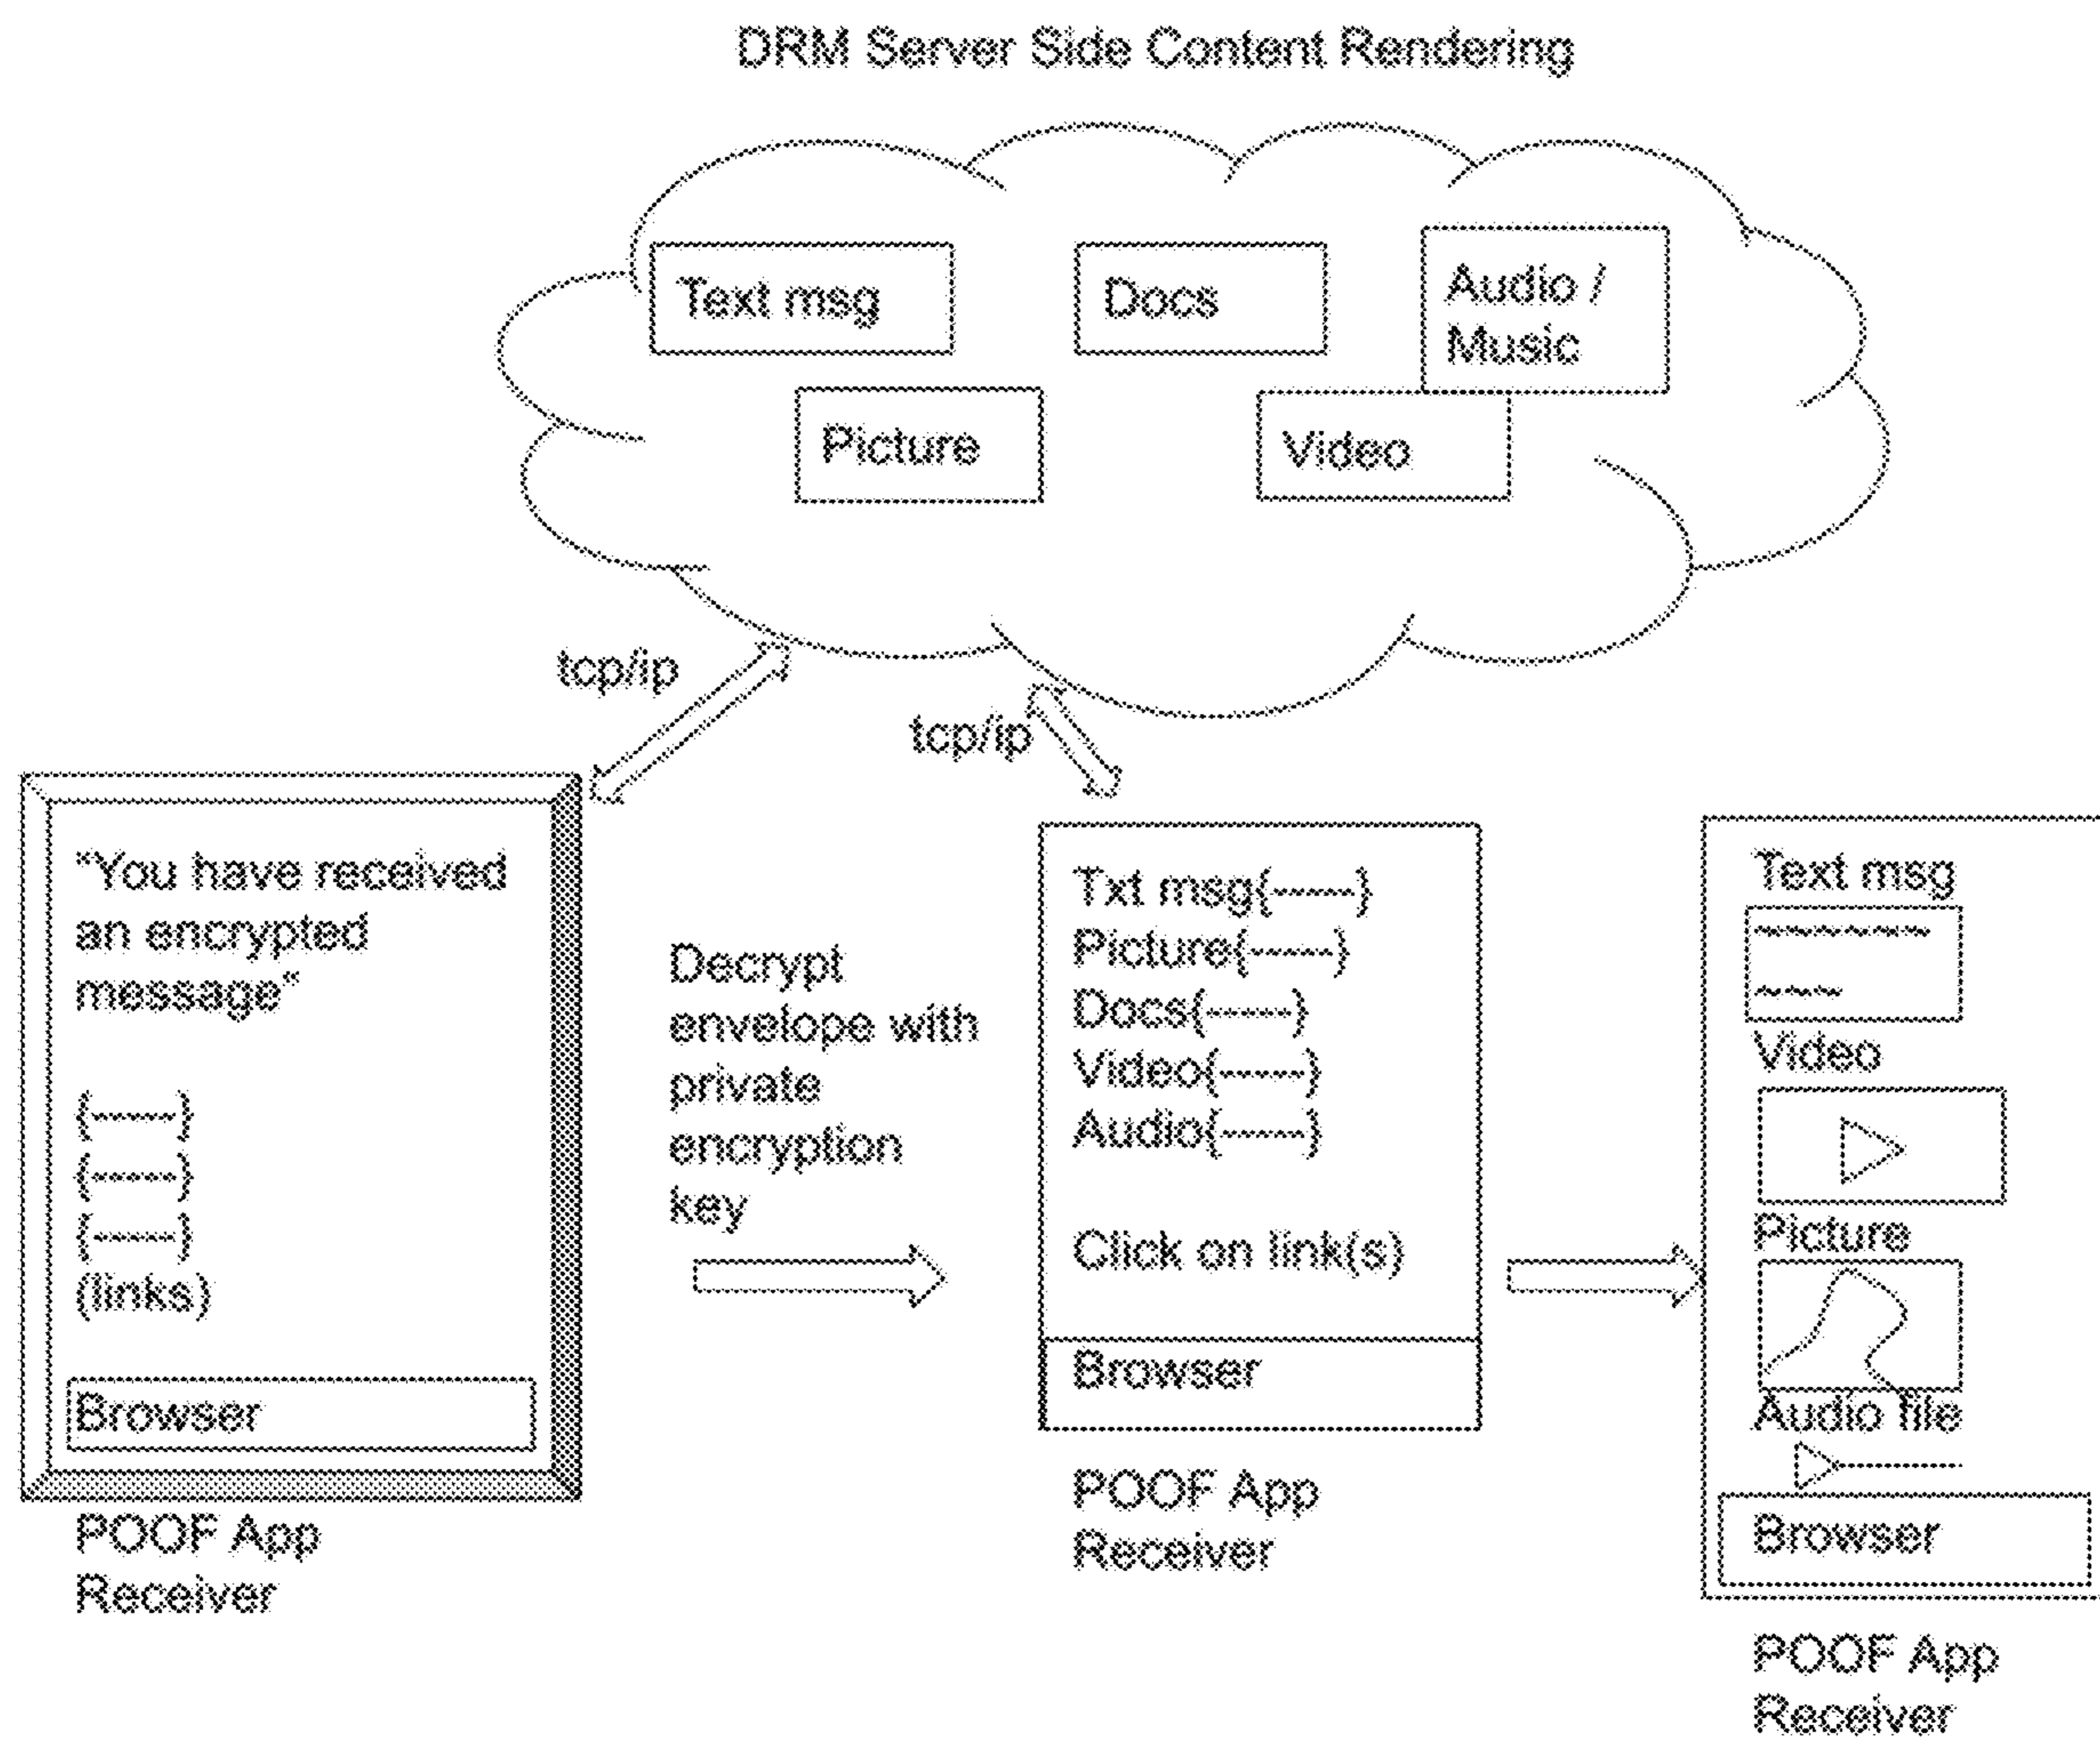 DRM Server Side Content Rendering
Text msg
Docs
Audio /
Music
Picture
Video
tcp/ip
tcp/ip
“You have received
an encrypted
message“
{------}
{------}
{------}
(links)
Browser
POOF App
Receiver
Decrypt
envelope with
private
encryption
key
Txt msg{------}
Picture{------}
Docs{------}
Video{------}
Audio{------}
Click on link(s)
Browser
POOF App
Receiver
Text msg
Video
Picture
Audio file
Browser
POOF App
Receiver